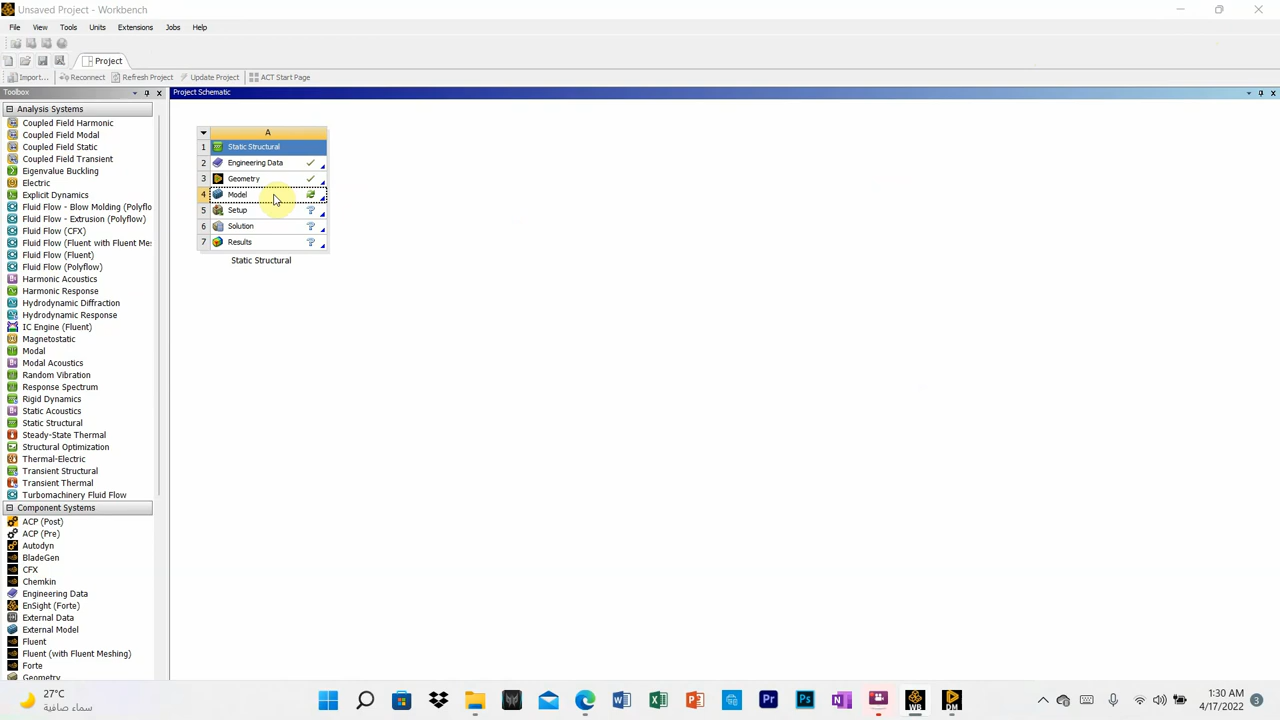 Unsaved Project - Workbench
File View Tools Units Extensions Jobs Help
Project
Import... Reconnect Refresh Project Update Project ACT Start Page
Toolbox
Project Schematic
Analysis Systems
Coupled Field Harmonic
Coupled Field Modal
Coupled Field Static
Coupled Field Transient
Eigenvalue Buckling
Electric
Explicit Dynamics
Fluid Flow - Blow Molding (Polyflo
Fluid Flow - Extrusion (Polyflow)
Fluid Flow (CFX)
Fluid Flow (Fluent with Fluent Mes
Fluid Flow (Fluent)
Fluid Flow (Polyflow)
Harmonic Acoustics
Harmonic Response
Hydrodynamic Diffraction
Hydrodynamic Response
IC Engine (Fluent)
Magnetostatic
Modal
Modal Acoustics
Random Vibration
Response Spectrum
Rigid Dynamics
Static Acoustics
Static Structural
Steady-State Thermal
Structural Optimization
Thermal-Electric
Transient Structural
Transient Thermal
Turbomachinery Fluid Flow
Component Systems
ACP (Post)
ACP (Pre)
Autodyn
BladeGen
CFX
Chemkin
Engineering Data
EnSight (Forte)
External Data
External Model
Fluent
Fluent (with Fluent Meshing)
Forte
Geometry
A
1 Static Structural
2 Engineering Data
3 Geometry
4 Model
5 Setup
6 Solution
7 Results
Static Structural
27°C
سماء صافية
W X P Pr Ps N WB DM
1:30 AM
4/17/2022
3